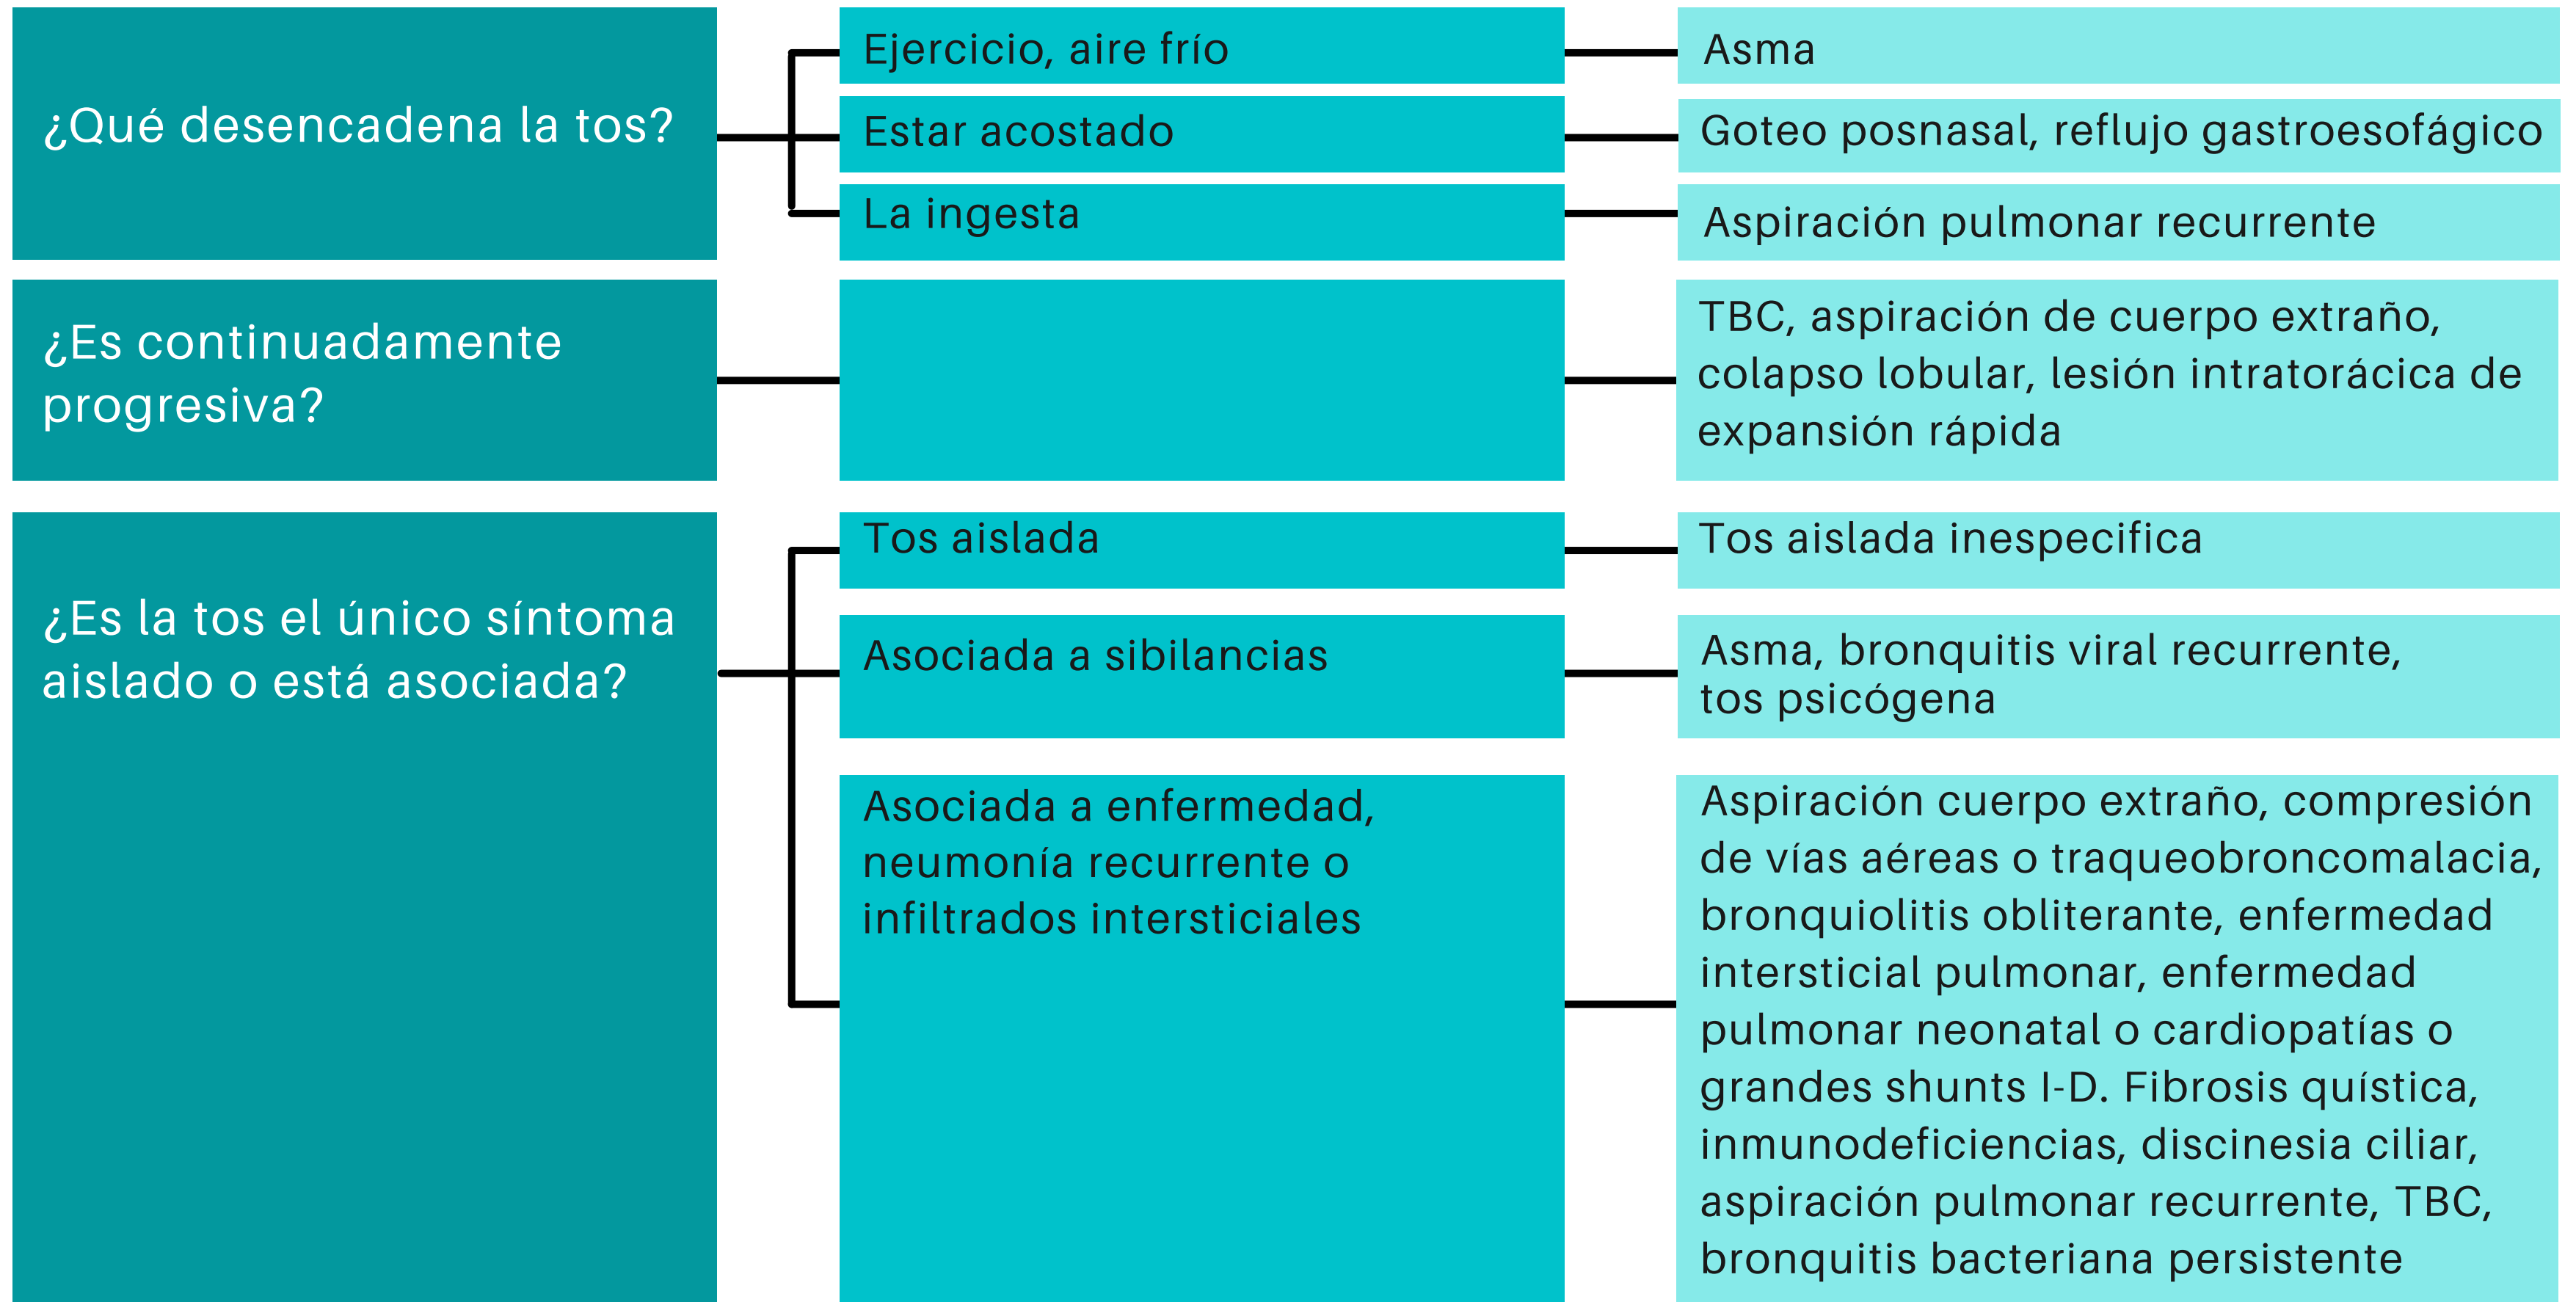 ¿Qué desencadena la tos?
Ejercicio, aire frío
Asma
Estar acostado
Goteo posnasal, reflujo gastroesofágico
La ingesta
Aspiración pulmonar recurrente
¿Es continuadamente
progresiva?
TBC, aspiración de cuerpo extraño,
colapso lobular, lesión intratorácica de
expansión rápida
¿Es la tos el único síntoma
aislado o está asociada?
Tos aislada
Tos aislada inespecifica
Asociada a sibilancias
Asma, bronquitis viral recurrente,
tos psicógena
Asociada a enfermedad,
neumonía recurrente o
infiltrados intersticiales
Aspiración cuerpo extraño, compresión
de vías aéreas o traqueobroncomalacia,
bronquiolitis obliterante, enfermedad
intersticial pulmonar, enfermedad
pulmonar neonatal o cardiopatías o
grandes shunts I-D. Fibrosis quística,
inmunodeficiencias, discinesia ciliar,
aspiración pulmonar recurrente, TBC,
bronquitis bacteriana persistente